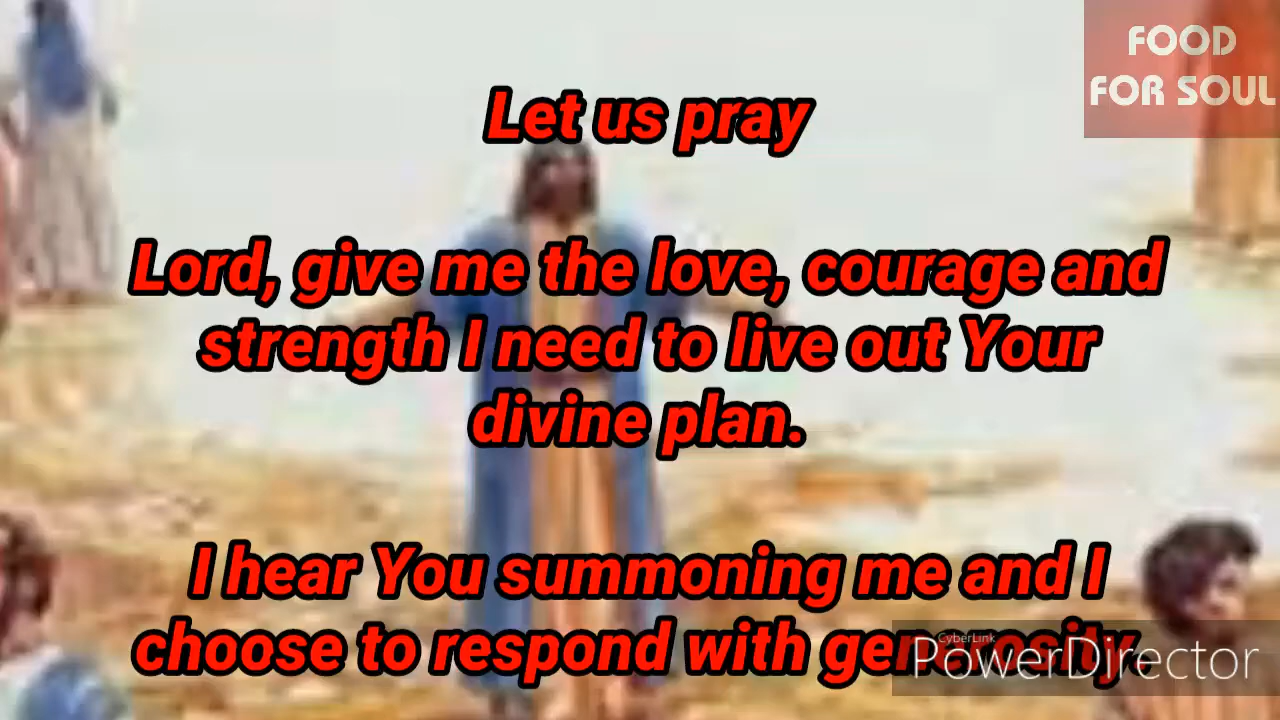 FOOD
FOR SOUL
Let us pray
Lord, give me the love, courage and
strength I need to live out Your
divine plan.
I hear You summoning me and I
choose to respond with generosity.
CyberLink
PowerDirector